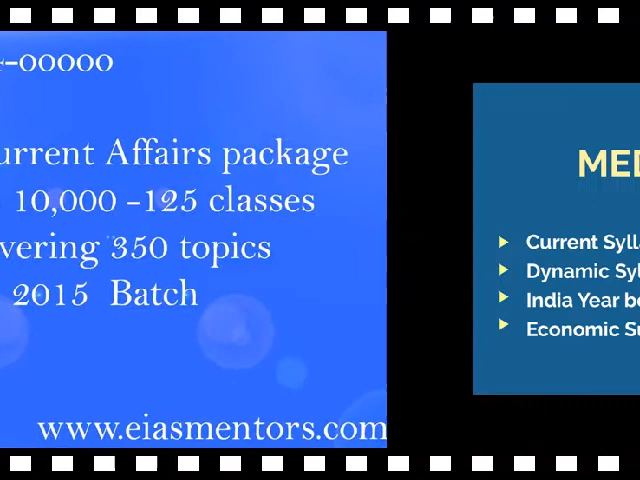 -00000
urrent Affairs package
10,000 -125 classes
vering 350 topics
2015 Batch
www.eiasmentors.com
MED
Current Sylla
Dynamic Syl
India Year bo
Economic Su